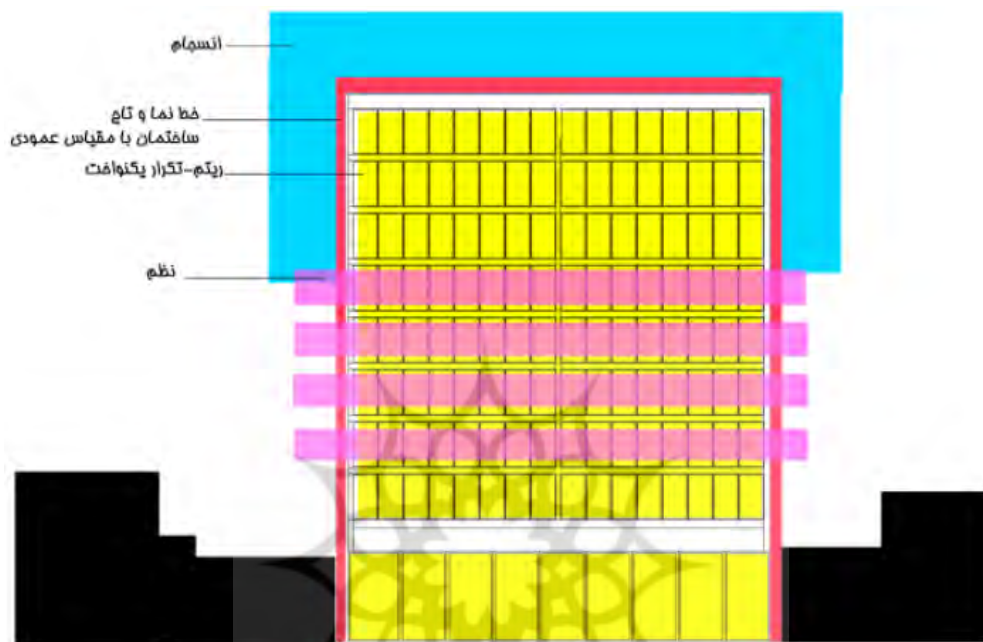 انسجام
خط نما و تاج
ساختمان با مقیاس عمودی
ریتم-تکرار یکنواخت
نظم